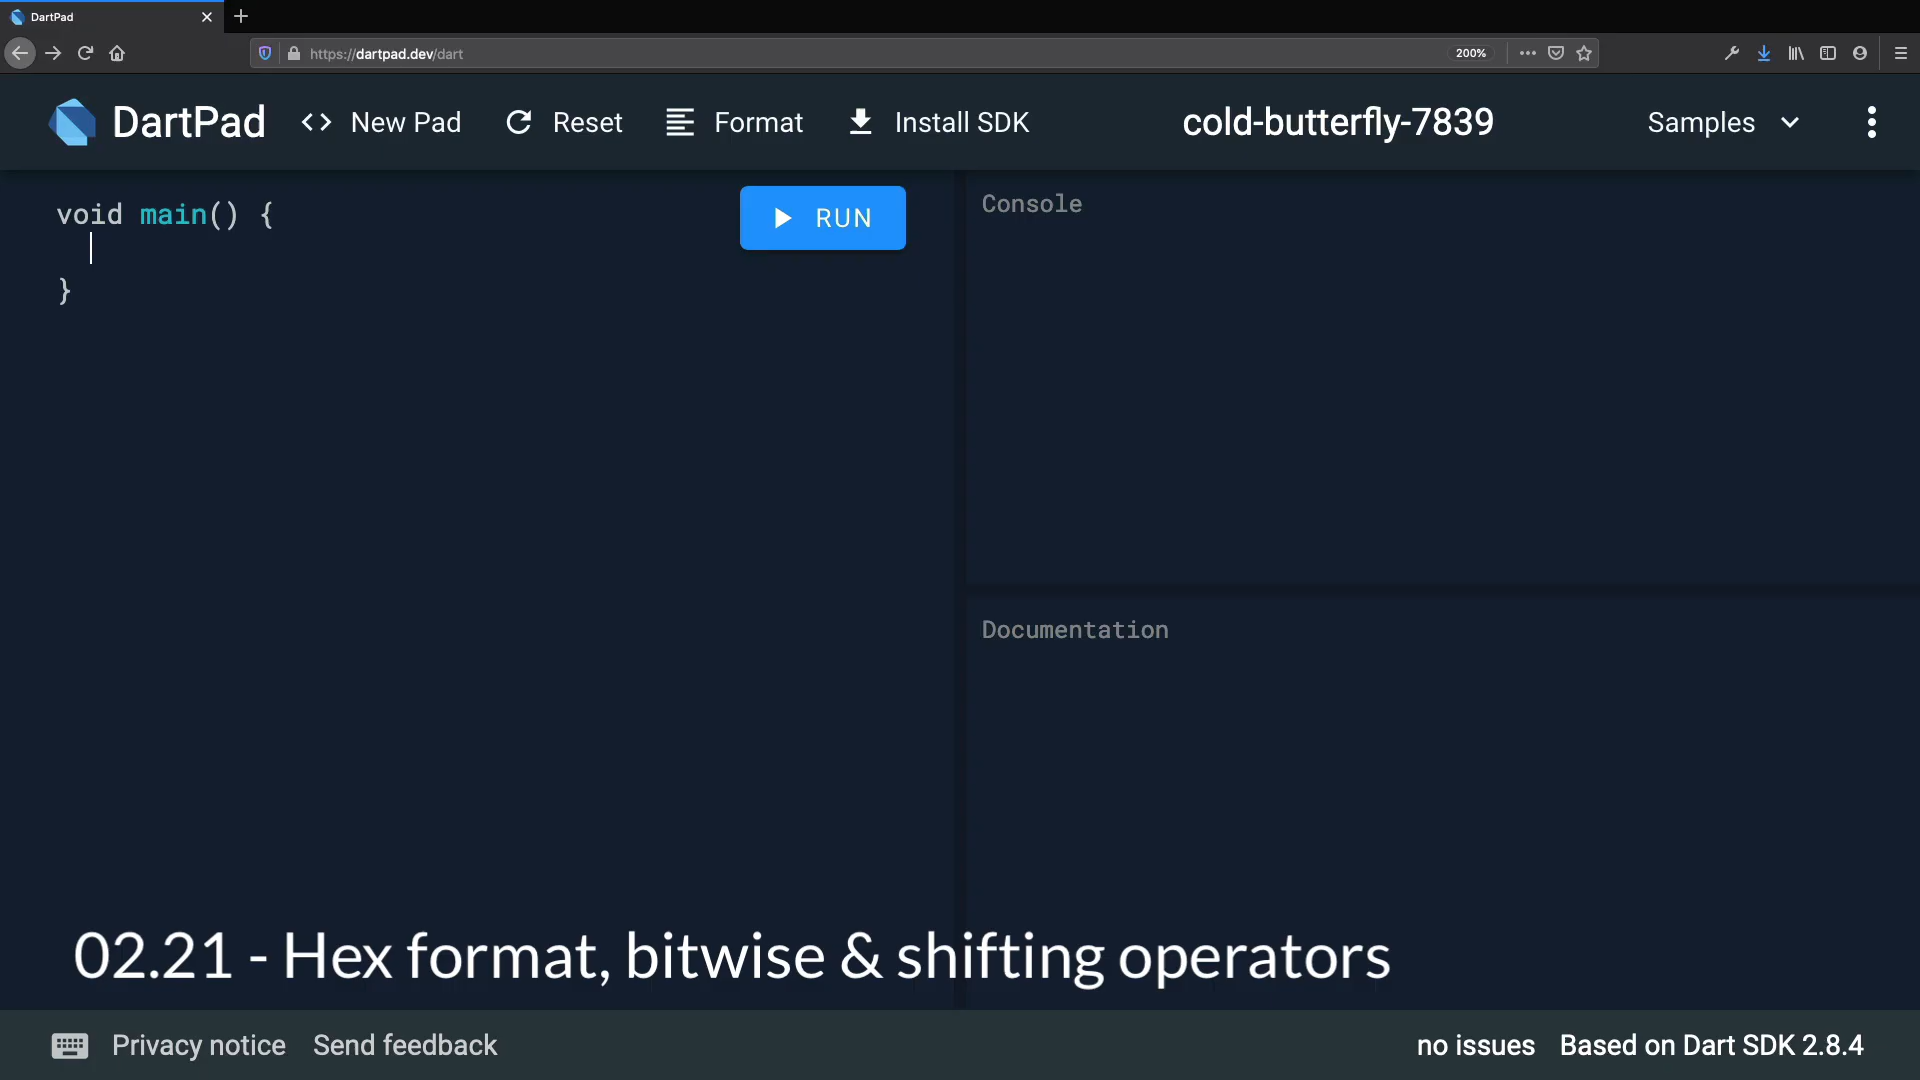 DartPad
https://dartpad.dev/dart
200%
DartPad
<> New Pad
Reset
Format
Install SDK
cold-butterfly-7839
Samples
void main() {
}
RUN
Console
Documentation
02.21 - Hex format, bitwise & shifting operators
Privacy notice
Send feedback
no issues
Based on Dart SDK 2.8.4